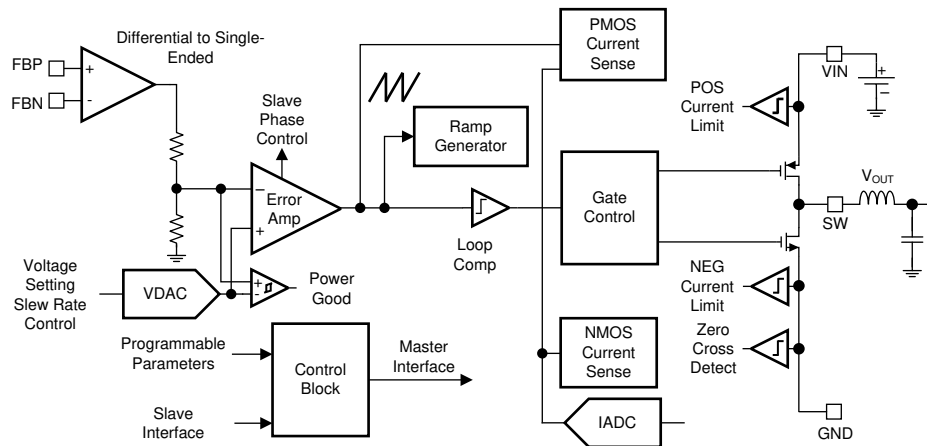 Differential to Single-
Ended
FBP
FBN
+
-
Slave
Phase
Control
Ramp
Generator
PMOS
Current
Sense
VIN
+
−
POS
Current
Limit
−
Error
Amp
+
Loop
Comp
Gate
Control
VOUT
SW
Voltage
Setting
Slew Rate
Control
VDAC
+
-
Power
Good
NEG
Current
Limit
Programmable
Parameters
Slave
Interface
Control
Block
Master
Interface
NMOS
Current
Sense
Zero
Cross
Detect
IADC
GND